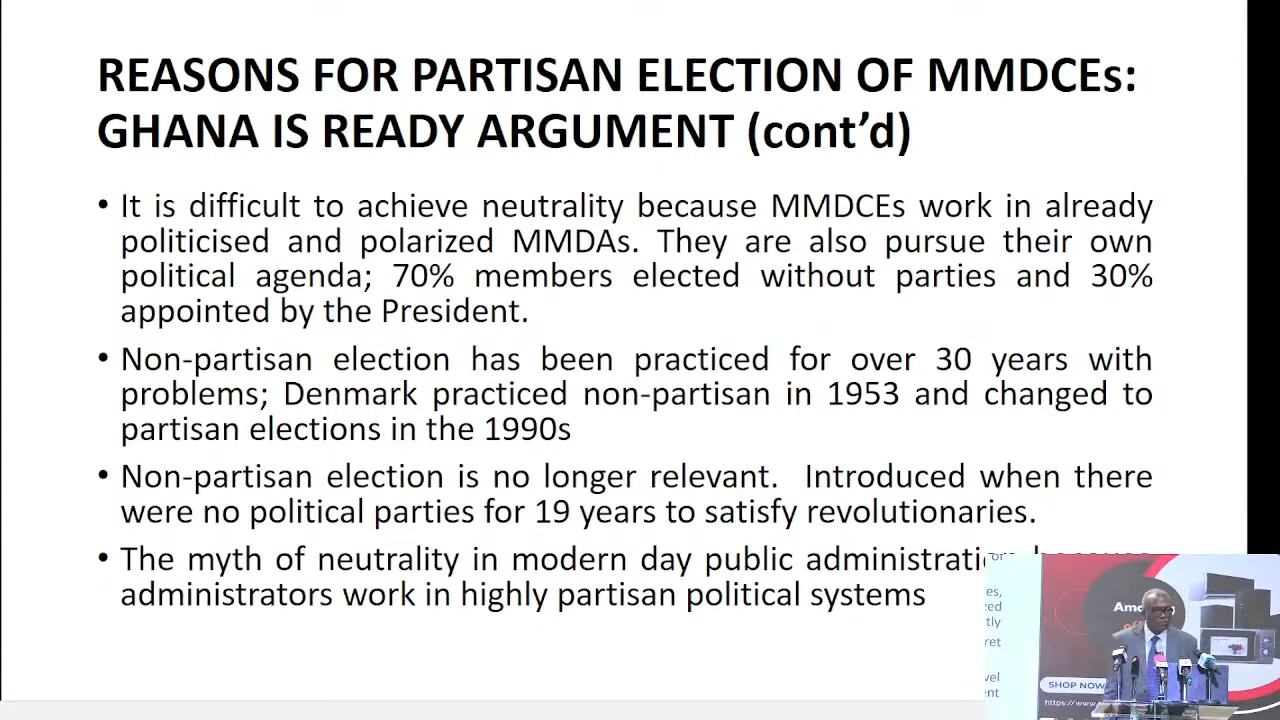 REASONS FOR PARTISAN ELECTION OF MMDCEs:
GHANA IS READY ARGUMENT (cont’d)
• It is difficult to achieve neutrality because MMDCEs work in already
politicised and polarized MMDAs. They are also pursue their own
political agenda; 70% members elected without parties and 30%
appointed by the President.
• Non-partisan election has been practiced for over 30 years with
problems; Denmark practiced non-partisan in 1953 and changed to
partisan elections in the 1990s
• Non-partisan election is no longer relevant. Introduced when there
were no political parties for 19 years to satisfy revolutionaries.
• The myth of neutrality in modern day public
administrators work in highly partisan political systems
SHOP NOW